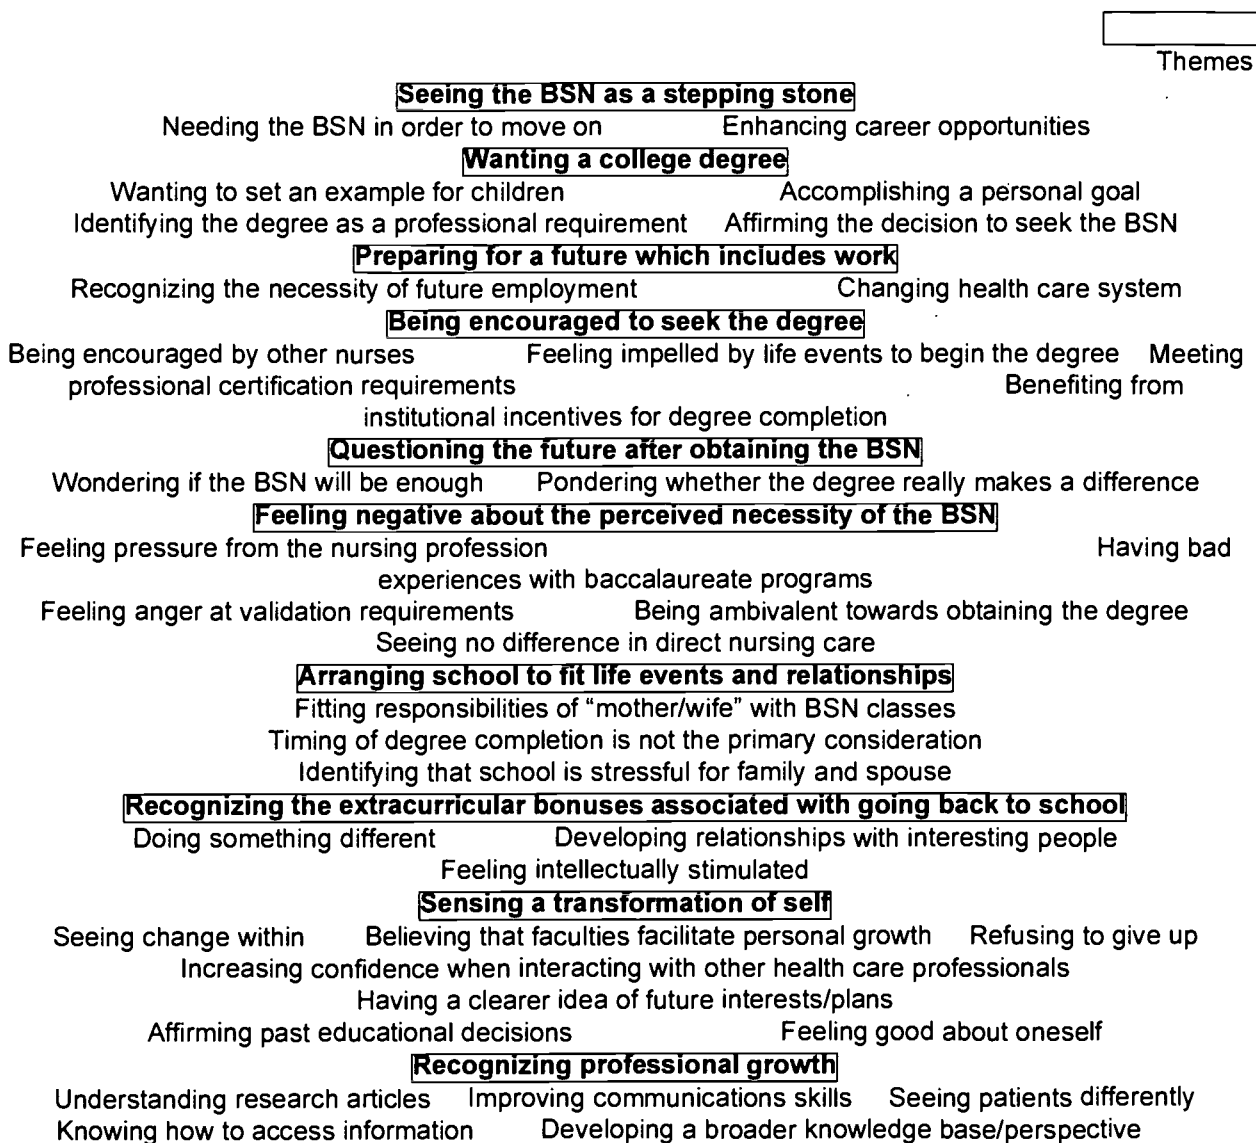 Themes
Seeing the BSN as a stepping stone
Needing the BSN in order to move on Enhancing career opportunities
Wanting a college degree
Wanting to set an example for children Accomplishing a personal goal
Identifying the degree as a professional requirement Affirming the decision to seek the BSN
Preparing for a future which includes work
Recognizing the necessity of future employment Changing health care system
Being encouraged to seek the degree
Being encouraged by other nurses Feeling impelled by life events to begin the degree Meeting
professional certification requirements Benefiting from
institutional incentives for degree completion
Questioning the future after obtaining the BSN
Wondering if the BSN will be enough Pondering whether the degree really makes a difference
Feeling negative about the perceived necessity of the BSN
Feeling pressure from the nursing profession Having bad
experiences with baccalaureate programs
Feeling anger at validation requirements Being ambivalent towards obtaining the degree
Seeing no difference in direct nursing care
Arranging school to fit life events and relationships
Fitting responsibilities of "mother/wife" with BSN classes
Timing of degree completion is not the primary consideration
Identifying that school is stressful for family and spouse
Recognizing the extracurricular bonuses associated with going back to school
Doing something different Developing relationships with interesting people
Feeling intellectually stimulated
Sensing a transformation of self
Seeing change within Believing that faculties facilitate personal growth Refusing to give up
Increasing confidence when interacting with other health care professionals
Having a clearer idea of future interests/plans
Affirming past educational decisions Feeling good about oneself
Recognizing professional growth
Understanding research articles Improving communications skills Seeing patients differently
Knowing how to access information Developing a broader knowledge base/perspective